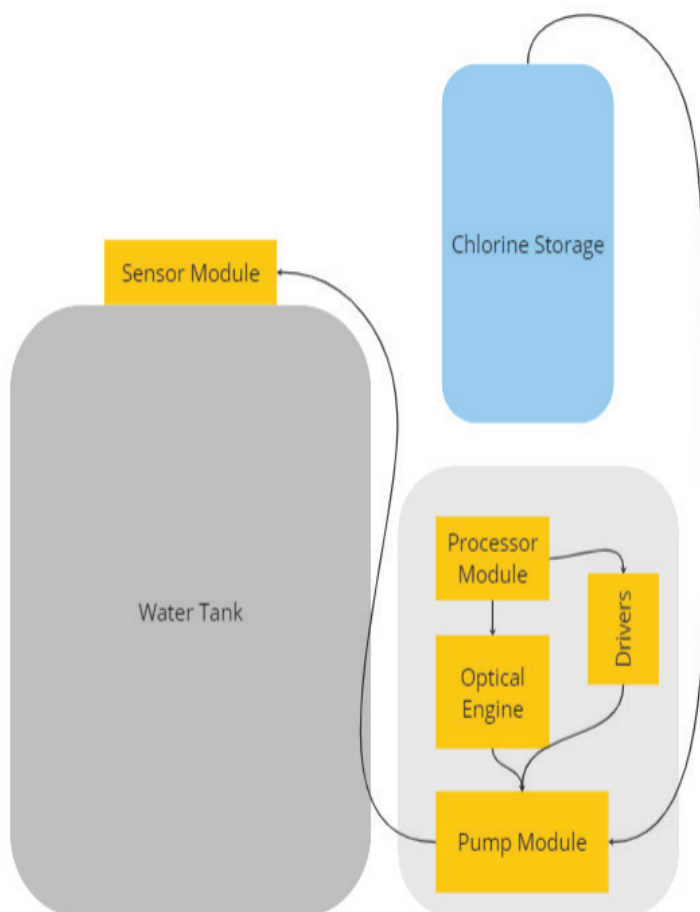 Chlorine Storage
Sensor Module
Processor
Module
Drivers
Water Tank
Optical
Engine
Pump Module